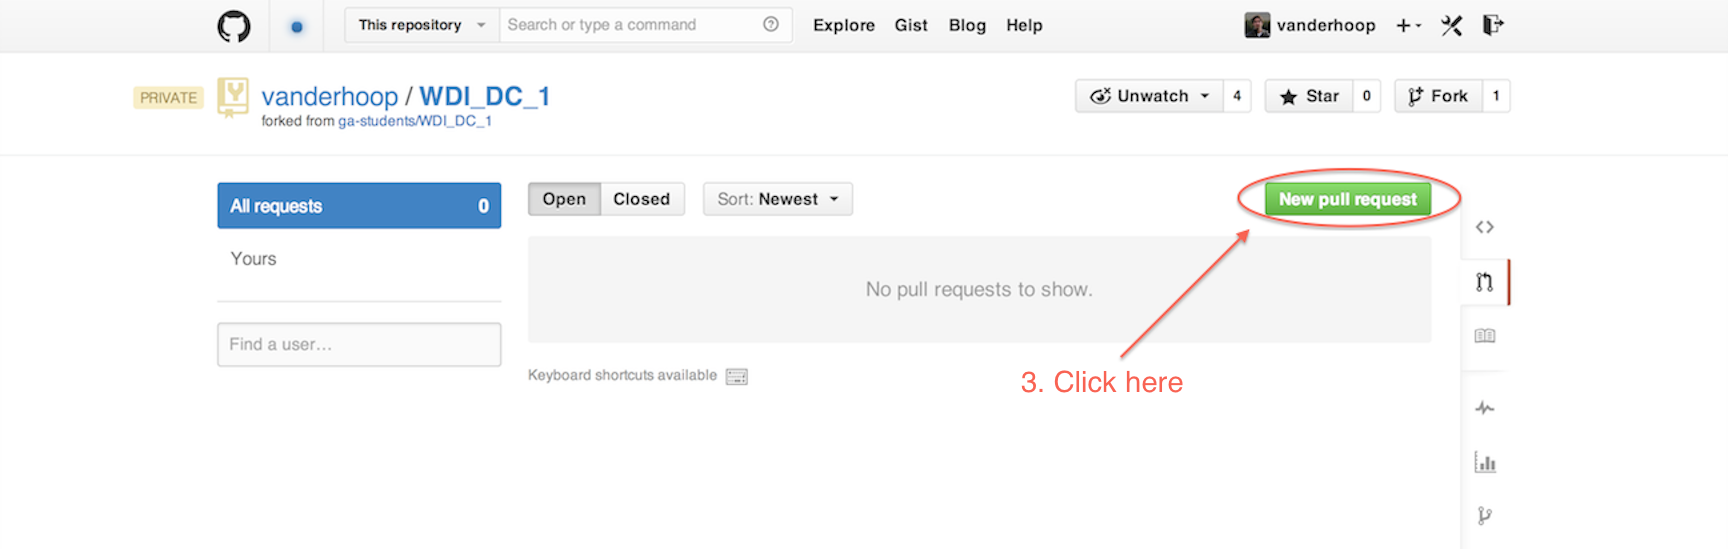 This repository Search or type a command Explore Gist Blog Help vanderhoop
PRIVATE vanderhoop / WDI_DC_1 Unwatch 4 Star 0 Fork 1
forked from ga-students/WDI_DC_1
All requests 0 Open Closed Sort: Newest New pull request
Yours
No pull requests to show.
Find a user…
Keyboard shortcuts available
3. Click here